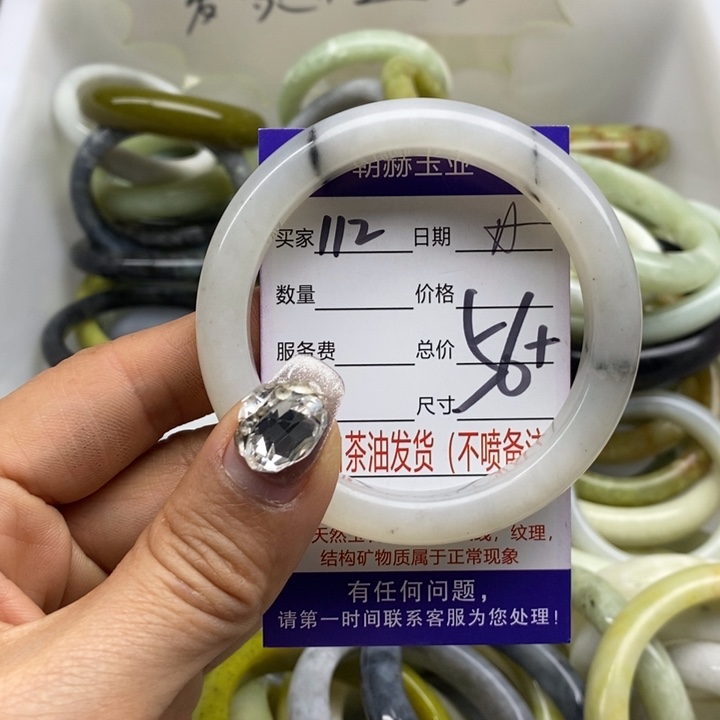 朝赫玉业
买家 112 日期
数量 价格
服务费 总价 56+
尺寸
茶油发货（不喷备注
天然玉 纹理，
结构矿物质属于正常现象
有任何问题，
请第一时间联系客服为您处理！